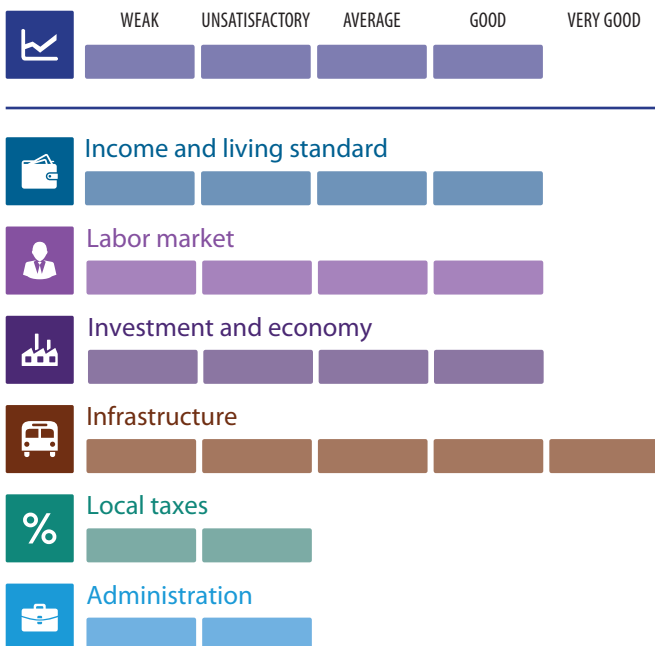 WEAK UNSATISFACTORY AVERAGE GOOD VERY GOOD
Income and living standard
Labor market
Investment and economy
Infrastructure
Local taxes
%
Administration